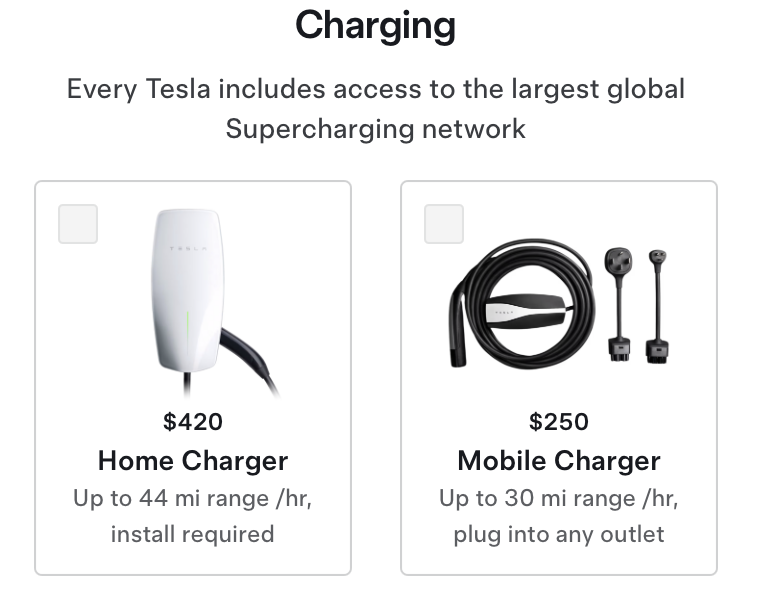 Charging
Every Tesla includes access to the largest global
Supercharging network
TESLA
TESLA
$420
Home Charger
Up to 44 mi range /hr,
install required
$250
Mobile Charger
Up to 30 mi range /hr,
plug into any outlet